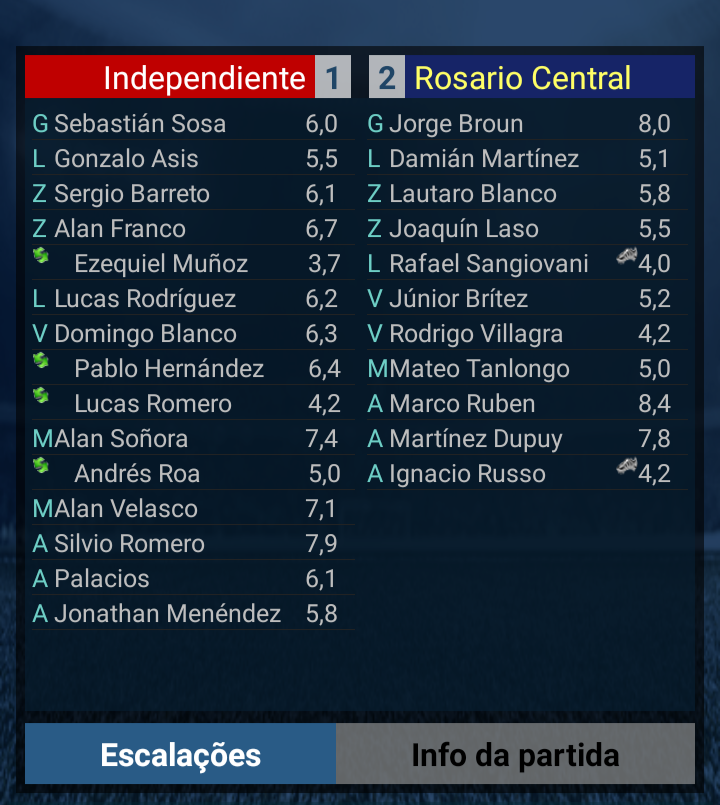 Independiente 1 2 Rosario Central
G Sebastián Sosa 6,0 G Jorge Broun 8,0
L Gonzalo Asis 5,5 L Damián Martínez 5,1
Z Sergio Barreto 6,1 Z Lautaro Blanco 5,8
Z Alan Franco 6,7 Z Joaquín Laso 5,5
Ezequiel Muñoz 3,7 L Rafael Sangiovani 4,0
L Lucas Rodríguez 6,2 V Júnior Brítez 5,2
V Domingo Blanco 6,3 V Rodrigo Villagra 4,2
Pablo Hernández 6,4 M Mateo Tanlongo 5,0
Lucas Romero 4,2 A Marco Ruben 8,4
M Alan Soñora 7,4 A Martínez Dupuy 7,8
Andrés Roa 5,0 A Ignacio Russo 4,2
M Alan Velasco 7,1
A Silvio Romero 7,9
A Palacios 6,1
A Jonathan Menéndez 5,8
Escalações Info da partida